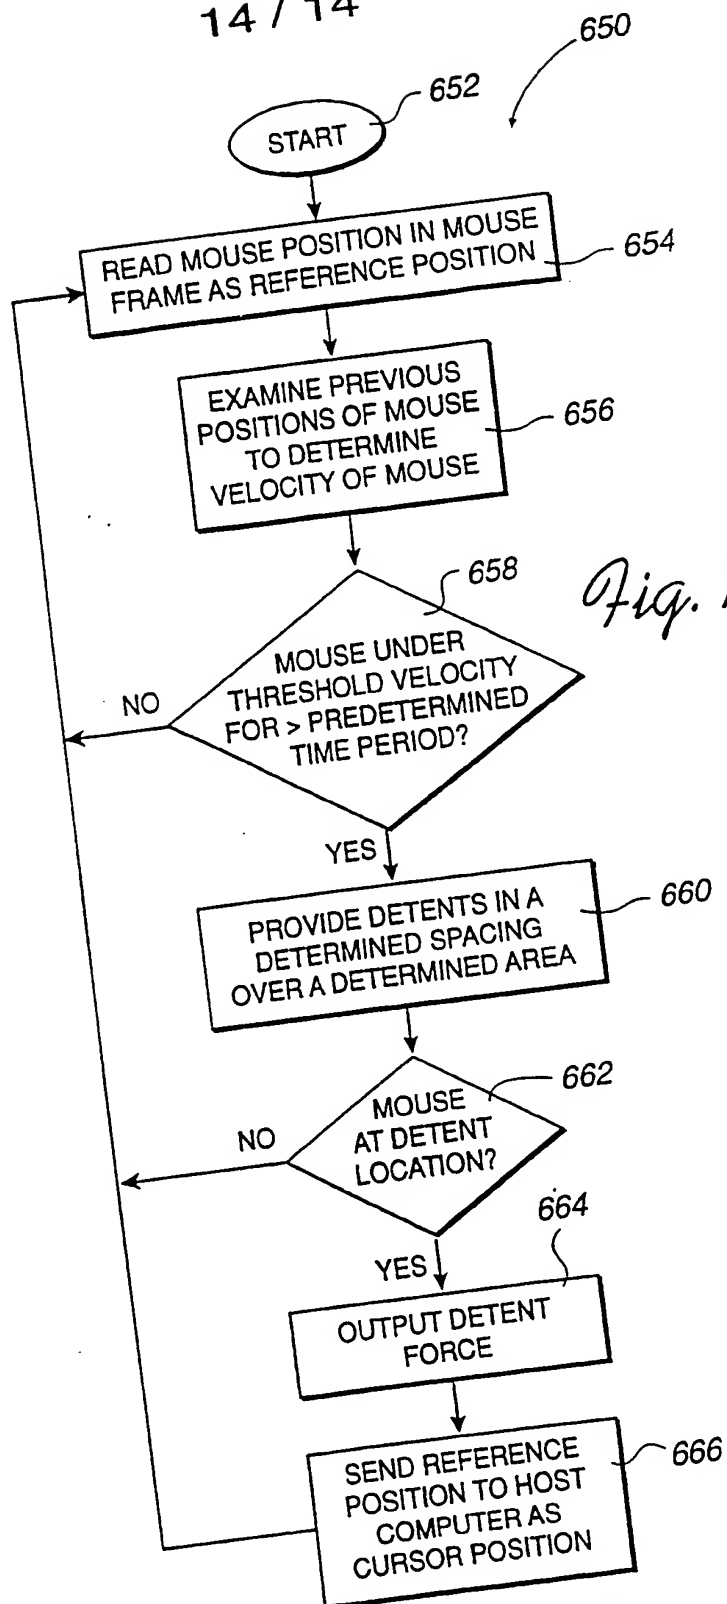 14 / 14
650
652
START
READ MOUSE POSITION IN MOUSE
FRAME AS REFERENCE POSITION
654
EXAMINE PREVIOUS
POSITIONS OF MOUSE
TO DETERMINE
VELOCITY OF MOUSE
656
658
Fig.
MOUSE UNDER
THRESHOLD VELOCITY
FOR > PREDETERMINED
TIME PERIOD?
NO
YES
PROVIDE DETENTS IN A
DETERMINED SPACING
OVER A DETERMINED AREA
660
662
MOUSE
AT DETENT
LOCATION?
NO
YES
664
OUTPUT DETENT
FORCE
SEND REFERENCE
POSITION TO HOST
COMPUTER AS
CURSOR POSITION
666